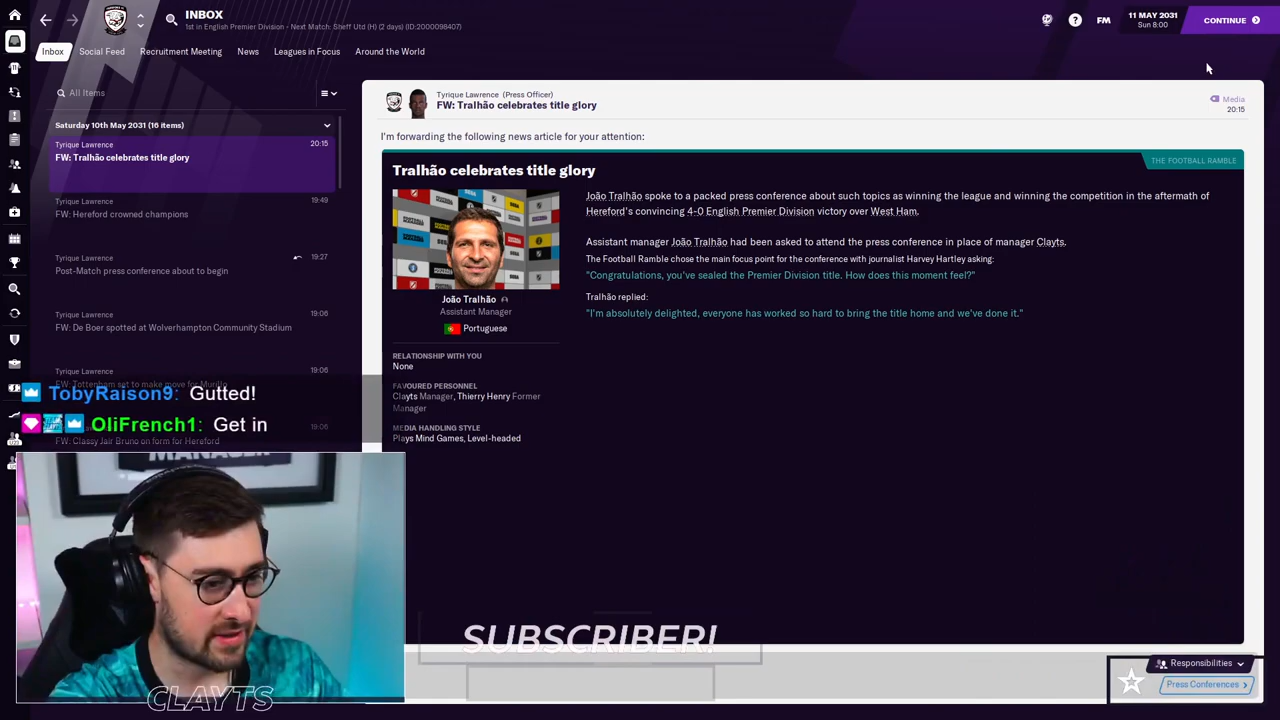 INBOX
1st in English Premier Division - Next Match: Sheff Utd (H) (2 days) (ID:2000098407)
FM
11 MAY 2031
Sun 8:00
CONTINUE
Inbox
Social Feed
Recruitment Meeting
News
Leagues in Focus
Around the World
All Items
Saturday 10th May 2031 (16 items)
Tyrique Lawrence
20:15
FW: Tralhão celebrates title glory
Tyrique Lawrence
19:49
FW: Hereford crowned champions
Tyrique Lawrence
19:27
Post-Match press conference about to begin
Tyrique Lawrence
19:06
FW: De Boer spotted at Wolverhampton Community Stadium
Tyrique Lawrence
19:06
FW: Tottenham set to make move for Murillo
19:06
FW: Classy Jair Bruno on form for Hereford
TobyRaison9: Gutted!
OliFrench1: Get in
Tyrique Lawrence (Press Officer)
FW: Tralhão celebrates title glory
Media
20:15
I'm forwarding the following news article for your attention:
Tralhão celebrates title glory
THE FOOTBALL RAMBLE
João Tralhão
Assistant Manager
Portuguese
RELATIONSHIP WITH YOU
None
FAVOURED PERSONNEL
Clayts Manager, Thierry Henry Former
Manager
MEDIA HANDLING STYLE
Plays Mind Games, Level-headed
João Tralhão spoke to a packed press conference about such topics as winning the league and winning the competition in the aftermath of
Hereford's convincing 4-0 English Premier Division victory over West Ham.
Assistant manager João Tralhão had been asked to attend the press conference in place of manager Clayts.
The Football Ramble chose the main focus point for the conference with journalist Harvey Hartley asking:
"Congratulations, you've sealed the Premier Division title. How does this moment feel?"
Tralhão replied:
"I'm absolutely delighted, everyone has worked so hard to bring the title home and we've done it."
SUBSCRIBER!
CLAYTS
Responsibilities
Press Conferences